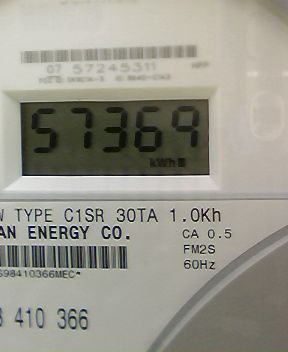 07 57245311
57369
kWh
TYPE C1SR 30TA 1.0Kh
AN ENERGY CO.
CA 0.5
FM2S
60Hz
S98410366MEC*
410 366